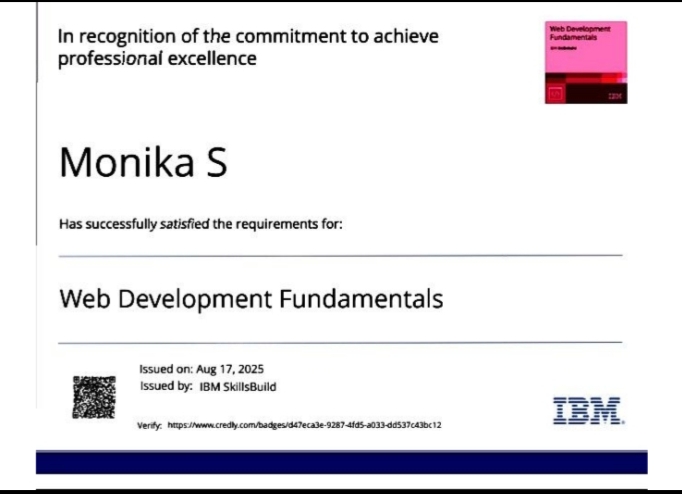 In recognition of the commitment to achieve
professional excellence
Web Development
Fundamentals
IBM SkillsBuild
IBM
Monika S
Has successfully satisfied the requirements for:
Web Development Fundamentals
Issued on: Aug 17, 2025
Issued by: IBM SkillsBuild
Verify: https://www.credly.com/badges/d47eca3e-9287-4fd5-a033-dd537c43bc12
IBM.